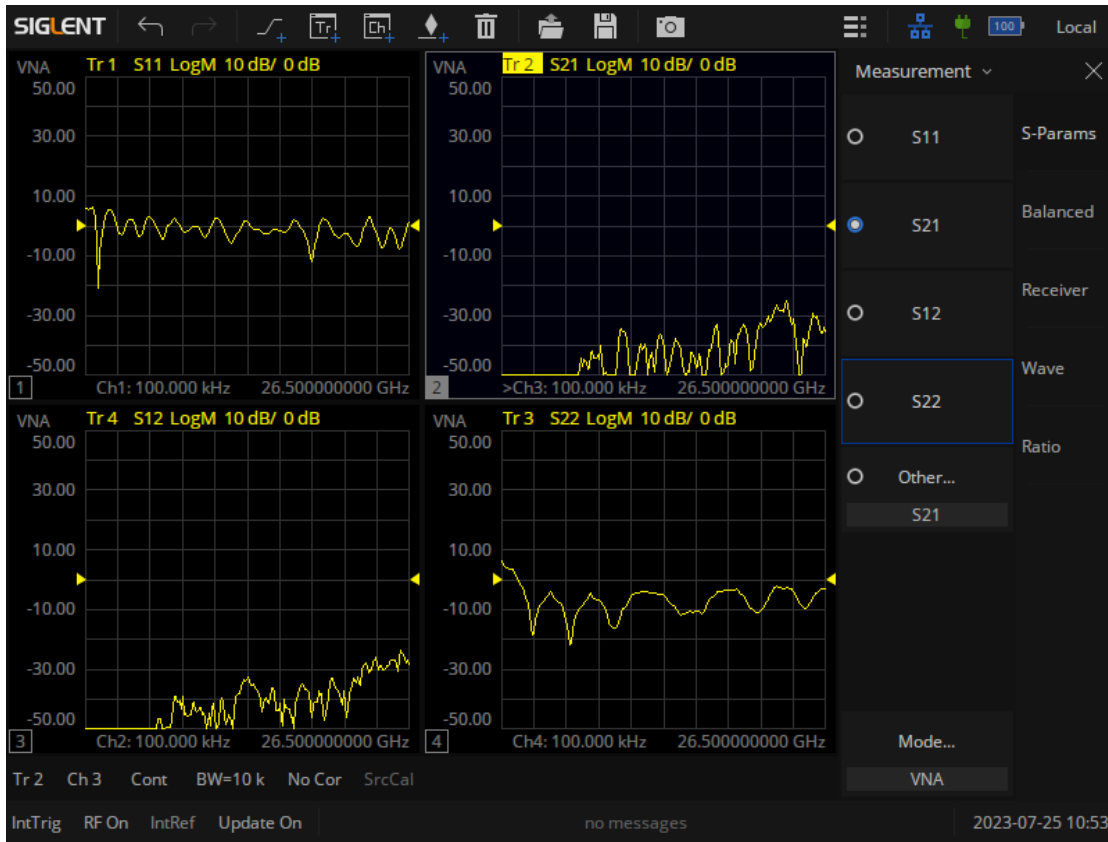 SIGLENT Tr Ch 100 Local
VNA Tr 1 S11 LogM 10 dB/ 0 dB
50.00
30.00
10.00
-10.00
-30.00
-50.00
1 Ch1: 100.000 kHz 26.500000000 GHz
VNA Tr 2 S21 LogM 10 dB/ 0 dB
50.00
30.00
10.00
-10.00
-30.00
-50.00
2 >Ch3: 100.000 kHz 26.500000000 GHz
VNA Tr 4 S12 LogM 10 dB/ 0 dB
50.00
30.00
10.00
-10.00
-30.00
-50.00
3 Ch2: 100.000 kHz 26.500000000 GHz
VNA Tr 3 S22 LogM 10 dB/ 0 dB
50.00
30.00
10.00
-10.00
-30.00
-50.00
4 Ch4: 100.000 kHz 26.500000000 GHz
Measurement
S11
S21
S12
S22
Other...
S21
Mode...
VNA
S-Params
Balanced
Receiver
Wave
Ratio
Tr 2 Ch 3 Cont BW=10 k No Cor SrcCal
IntTrig RF On IntRef Update On no messages 2023-07-25 10:53